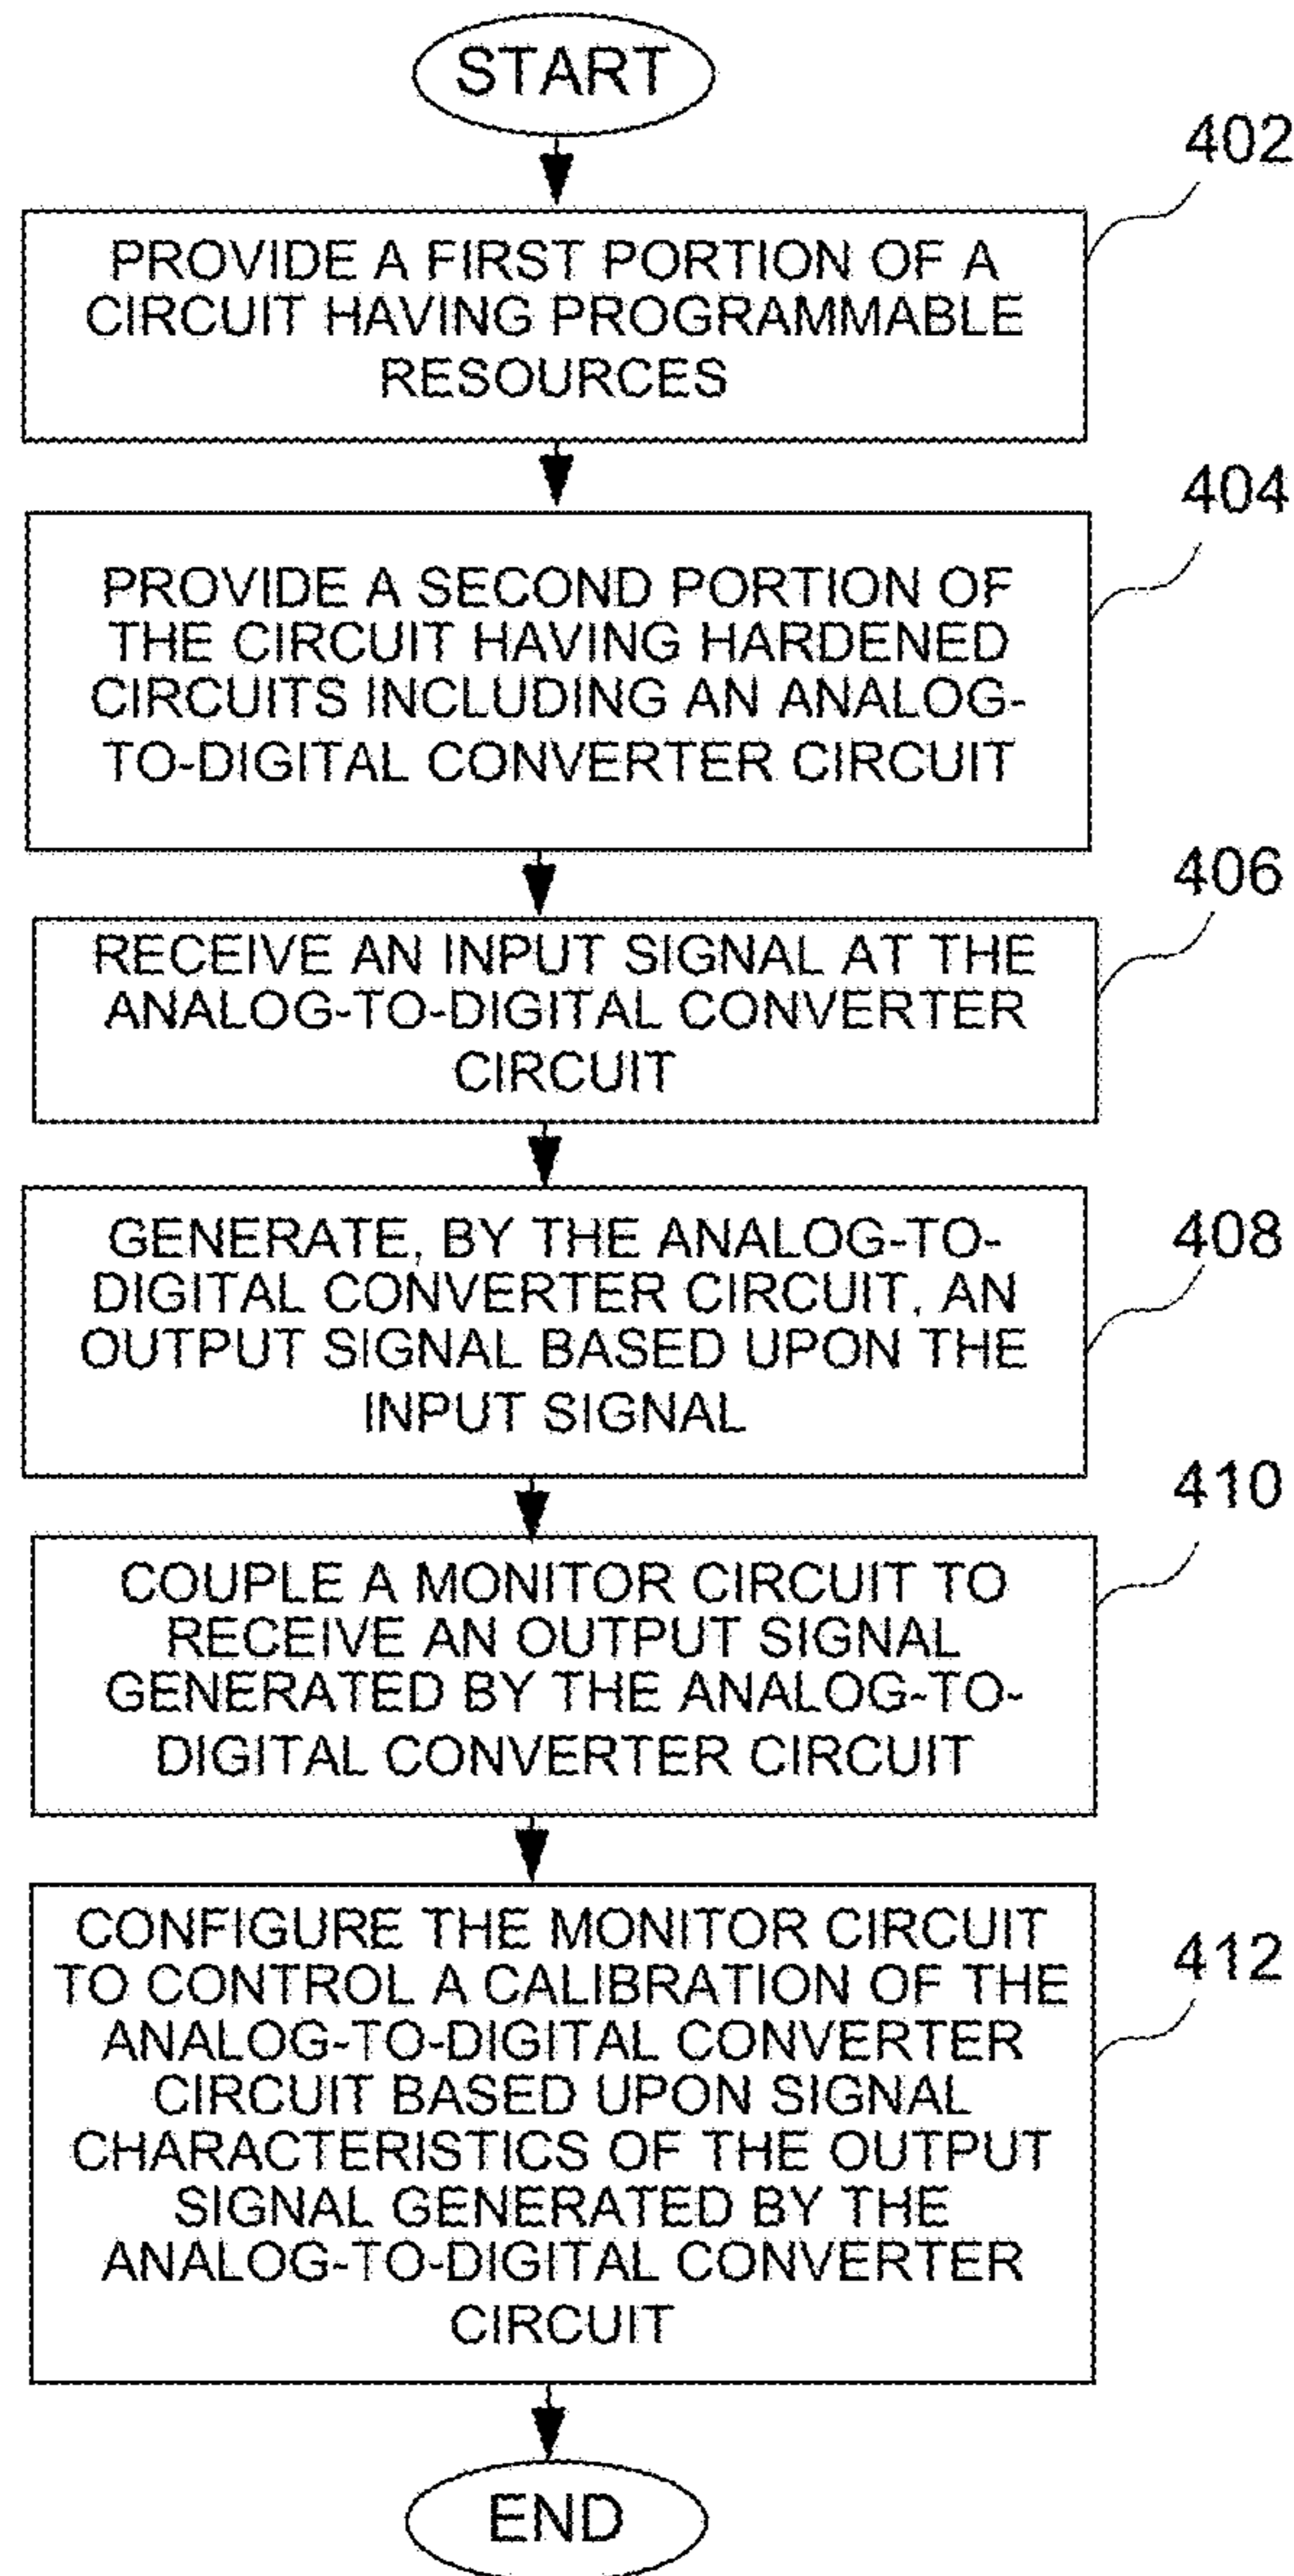 START
402
PROVIDE A FIRST PORTION OF A
CIRCUIT HAVING PROGRAMMABLE
RESOURCES
404
PROVIDE A SECOND PORTION OF
THE CIRCUIT HAVING HARDENED
CIRCUITS INCLUDING AN ANALOG-
TO-DIGITAL CONVERTER CIRCUIT
406
RECEIVE AN INPUT SIGNAL AT THE
ANALOG-TO-DIGITAL CONVERTER
CIRCUIT
408
GENERATE, BY THE ANALOG-TO-
DIGITAL CONVERTER CIRCUIT, AN
OUTPUT SIGNAL BASED UPON THE
INPUT SIGNAL
410
COUPLE A MONITOR CIRCUIT TO
RECEIVE AN OUTPUT SIGNAL
GENERATED BY THE ANALOG-TO-
DIGITAL CONVERTER CIRCUIT
412
CONFIGURE THE MONITOR CIRCUIT
TO CONTROL A CALIBRATION OF THE
ANALOG-TO-DIGITAL CONVERTER
CIRCUIT BASED UPON SIGNAL
CHARACTERISTICS OF THE OUTPUT
SIGNAL GENERATED BY THE
ANALOG-TO-DIGITAL CONVERTER
CIRCUIT
END